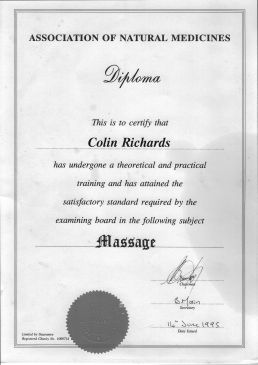 ASSOCIATION OF NATURAL MEDICINES
Diploma
This is to certify that
Colin Richards
has undergone a theoretical and practical
training and has attained the
satisfactory standard required by the
examining board in the following subject
Massage
Chairman
Secretary
14th June 1995
Date Issued
Limited by Guarantee
Registered Charity No.